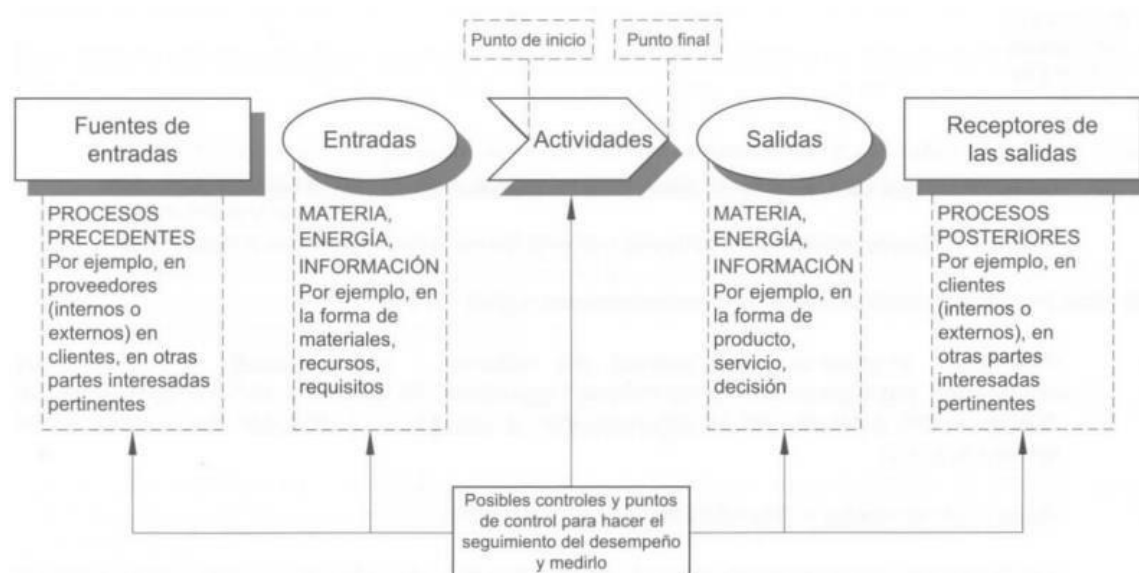 Punto de inicio
Punto final
Fuentes de
entradas
Entradas
Actividades
Salidas
Receptores de
las salidas
PROCESOS
PRECEDENTES
Por ejemplo, en
proveedores
(internos o
externos) en
clientes, en otras
partes interesadas
pertinentes
MATERIA,
ENERGÍA,
INFORMACIÓN
Por ejemplo, en
la forma de
materiales,
recursos,
requisitos
MATERIA,
ENERGÍA,
INFORMACIÓN
Por ejemplo, en
la forma de
producto,
servicio,
decisión
PROCESOS
POSTERIORES
Por ejemplo, en
clientes
(internos o
externos), en
otras partes
interesadas
pertinentes
Posibles controles y puntos
de control para hacer el
seguimiento del desempeño
y medirlo